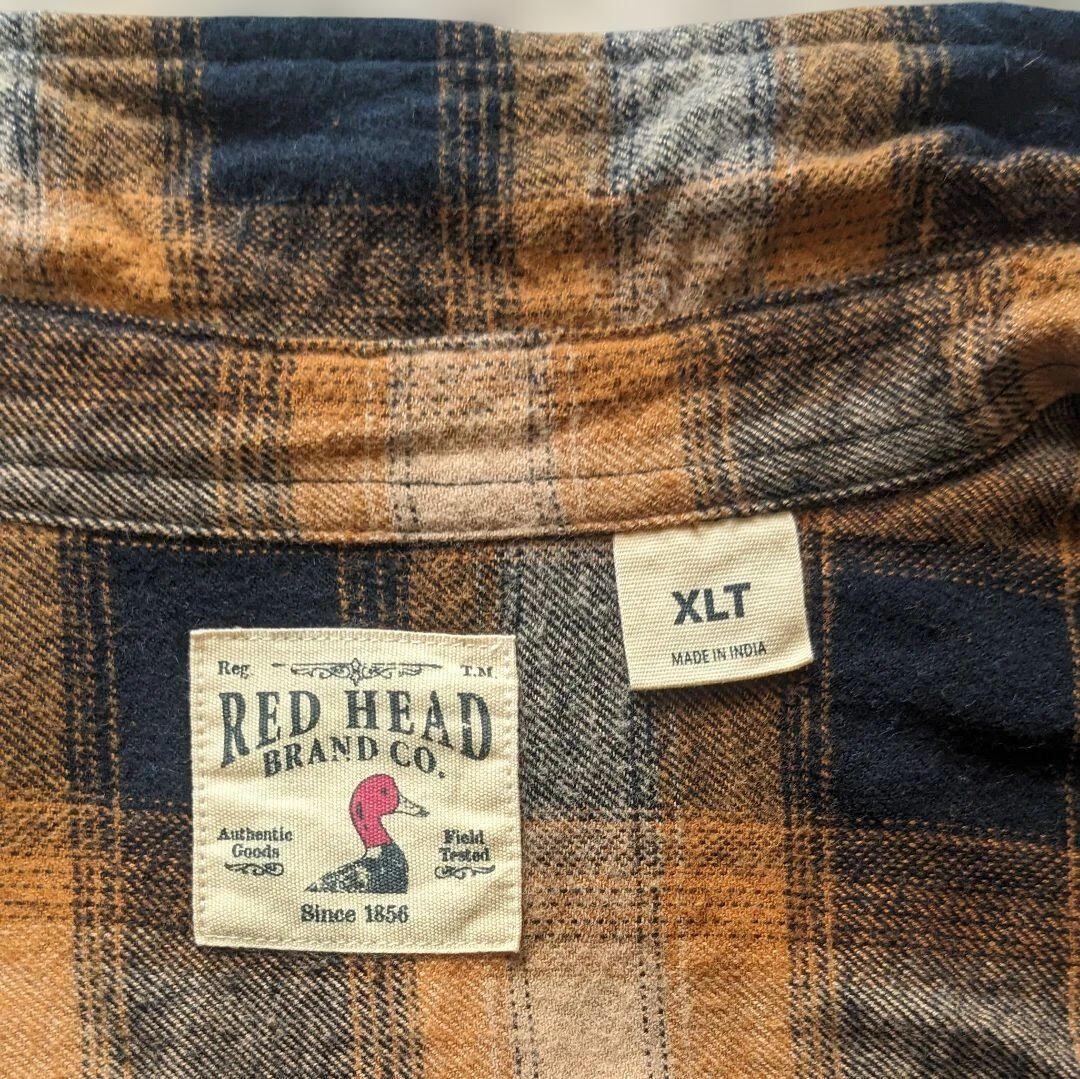 XLT
MADE IN INDIA
Reg. T.M.
RED HEAD
BRAND CO.
Authentic
Goods
Field
Tested
Since 1856